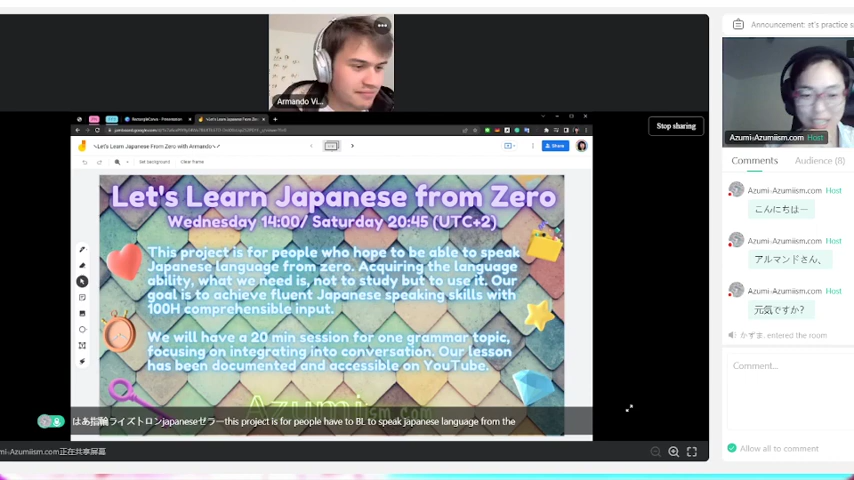 Announcement: et's practice s
Armando Vi...
Stop sharing
RectangleCanva - Presentation
Azumi-Azumiism.com Host
Comments
Audience (8)
~Let's Learn Japanese From Zero with Armando~
Share
Set background
Clear frame
Let's Learn Japanese from Zero
Wednesday 14:00/ Saturday 20:45 (UTC+2)
This project is for people who hope to be able to speak
Japanese language from zero. Acquiring the language
ability, what we need is, not to study but to use it. Our
goal is to achieve fluent Japanese speaking skills with
100H comprehensible input.
We will have a 20 min session for one grammar topic,
focusing on integrating into conversation. Our lesson
has been documented and accessible on YouTube.
Azumiism.com
はあ指輪ライズトロンjapaneseゼラーthis project is for people have to BL to speak japanese language from the
mi-Azumiism.com正在共享屏幕
Azumi-Azumiism.com Host
こんにちはー
Azumi-Azumiism.com Host
アルマンドさん、
Azumi-Azumiism.com Host
元気ですか?
かずま. entered the room
Comment...
Allow all to comment